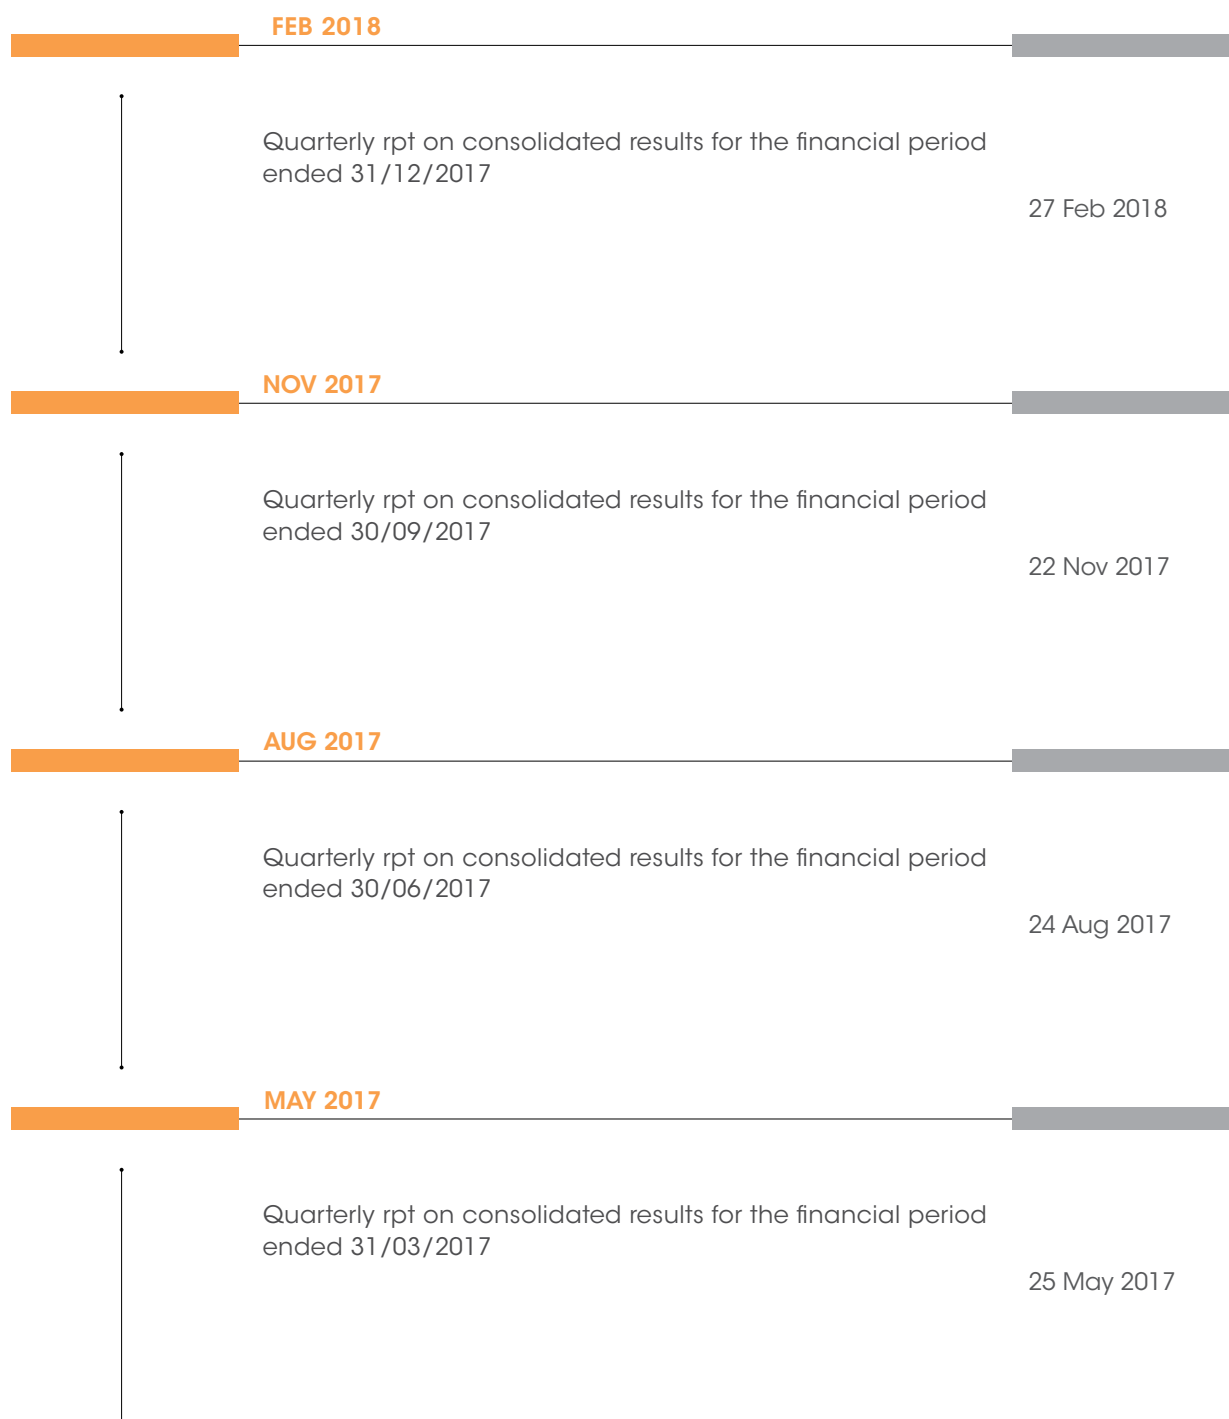 FEB 2018
Quarterly rpt on consolidated results for the financial period
ended 31/12/2017
27 Feb 2018
NOV 2017
Quarterly rpt on consolidated results for the financial period
ended 30/09/2017
22 Nov 2017
AUG 2017
Quarterly rpt on consolidated results for the financial period
ended 30/06/2017
24 Aug 2017
MAY 2017
Quarterly rpt on consolidated results for the financial period
ended 31/03/2017
25 May 2017